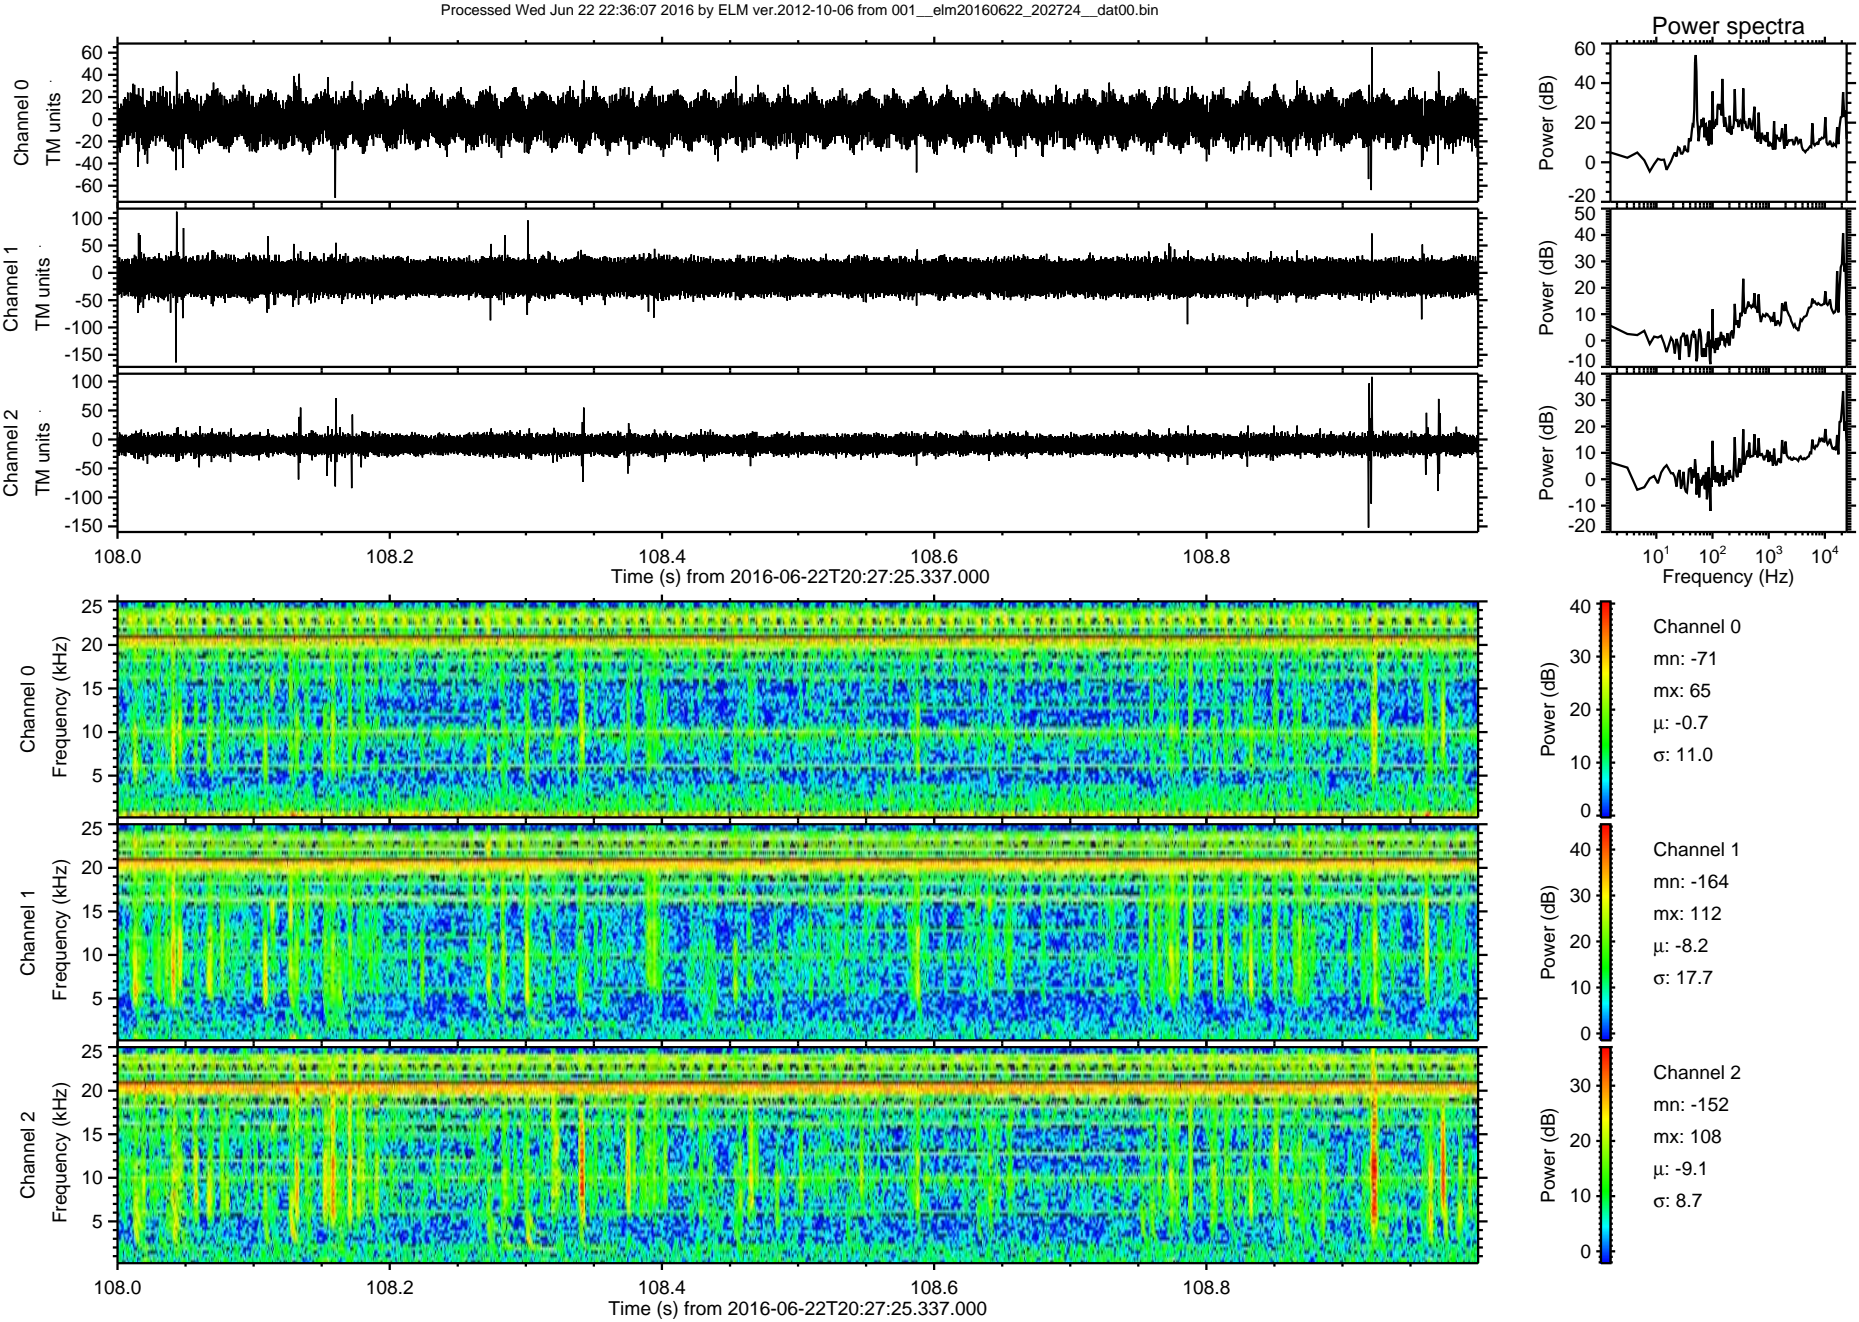 Processed Wed Jun 22 22:36:07 2016 by ELM ver.2012-10-06 from 001__elm20160622_202724__dat00.bin
Power spectra
Channel 0
TM units
60
40
20
0
-20
-40
-60
Power (dB)
60
40
20
0
-20
Channel 1
TM units
100
50
0
-50
-100
-150
Power (dB)
50
40
30
20
10
0
-10
Channel 2
TM units
100
50
0
-50
-100
-150
Power (dB)
40
30
20
10
0
-10
-20
108.0 108.2 108.4 108.6 108.8
Time (s) from 2016-06-22T20:27:25.337.000
10^1 10^2 10^3 10^4
Frequency (Hz)
Channel 0
Frequency (kHz)
25
20
15
10
5
Power (dB)
40
30
20
10
0
Channel 0
mn: -71
mx: 65
μ: -0.7
σ: 11.0
Channel 1
Frequency (kHz)
25
20
15
10
5
Power (dB)
40
30
20
10
0
Channel 1
mn: -164
mx: 112
μ: -8.2
σ: 17.7
Channel 2
Frequency (kHz)
25
20
15
10
5
Power (dB)
30
20
10
0
Channel 2
mn: -152
mx: 108
μ: -9.1
σ: 8.7
108.0 108.2 108.4 108.6 108.8
Time (s) from 2016-06-22T20:27:25.337.000